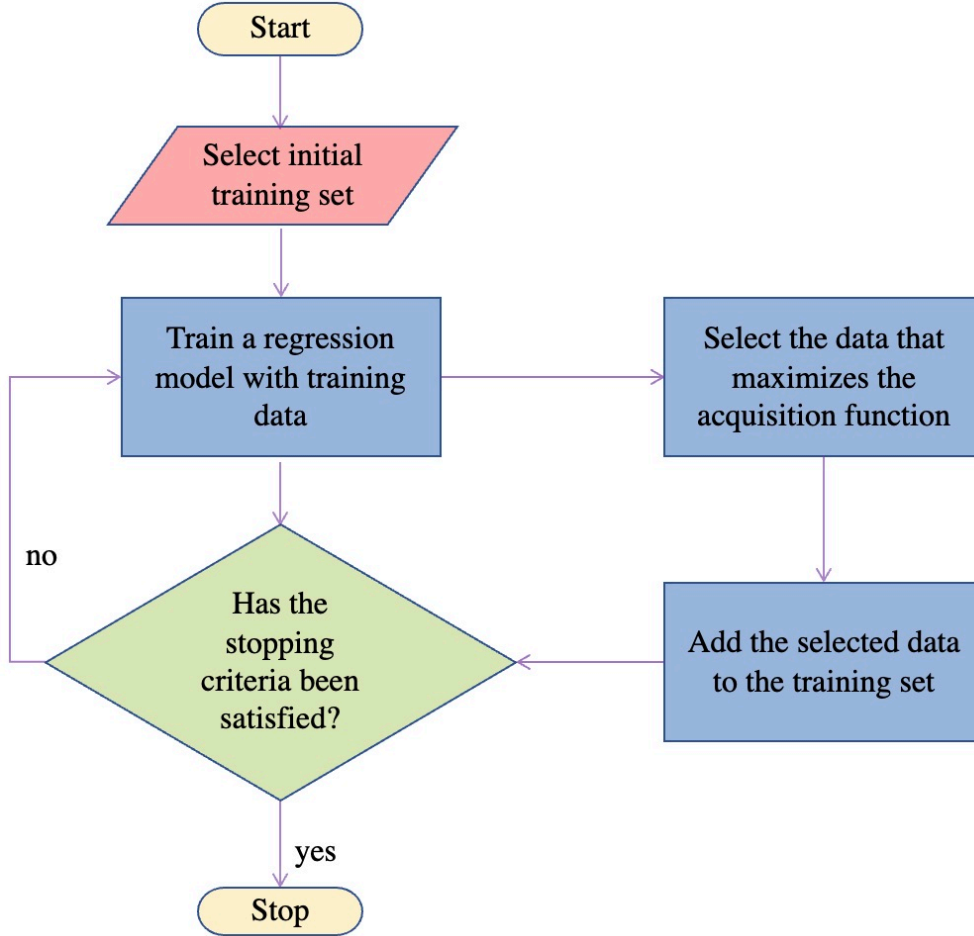 Start
Select initial
training set
Train a regression
model with training
data
Select the data that
maximizes the
acquisition function
no
Has the
stopping
criteria been
satisfied?
Add the selected data
to the training set
yes
Stop